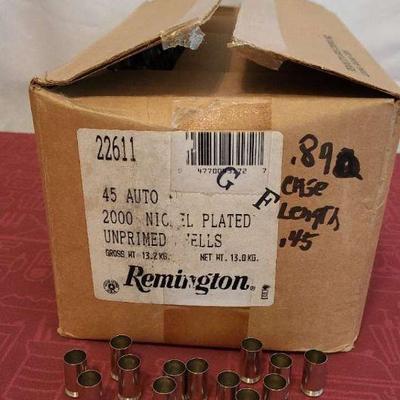 22611
45 AUTO
2000 NICKEL PLATED
UNPRIMED SHELLS
GROSS WT 13.2 KG. NET WT. 13.0 KG.
Remington®
G F
.89
CASE
LENGTH
.45